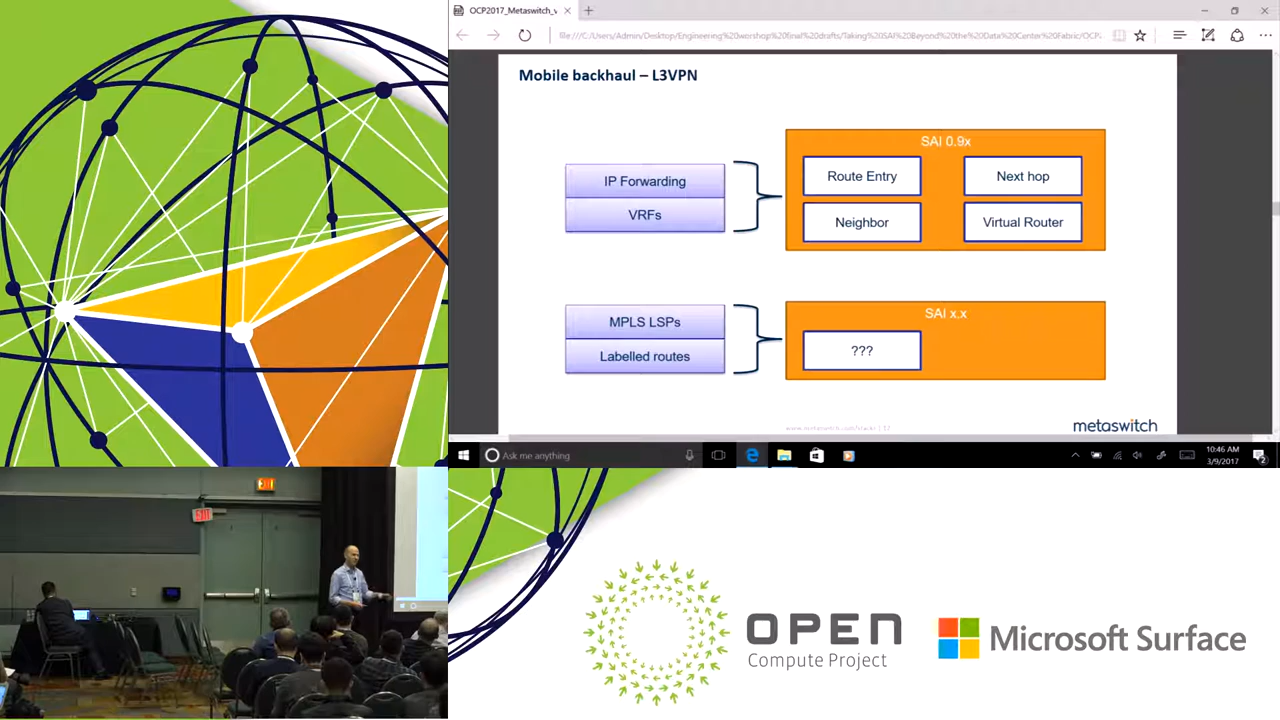 OCP2017_Metaswitch_v
file:///C:/Users/Admin/Desktop/Engineering%20worshop%20final%20drafts/Taking%20SAI%20Beyond%20the%20Data%20Center%20Fabric/OCP-
Mobile backhaul – L3VPN
SAI 0.9x
IP Forwarding
Route Entry
Next hop
VRFs
Neighbor
Virtual Router
SAI x.x
MPLS LSPs
???
Labelled routes
metaswitch
Ask me anything
10:46 AM
3/9/2017
2
OPEN
Compute Project
Microsoft Surface